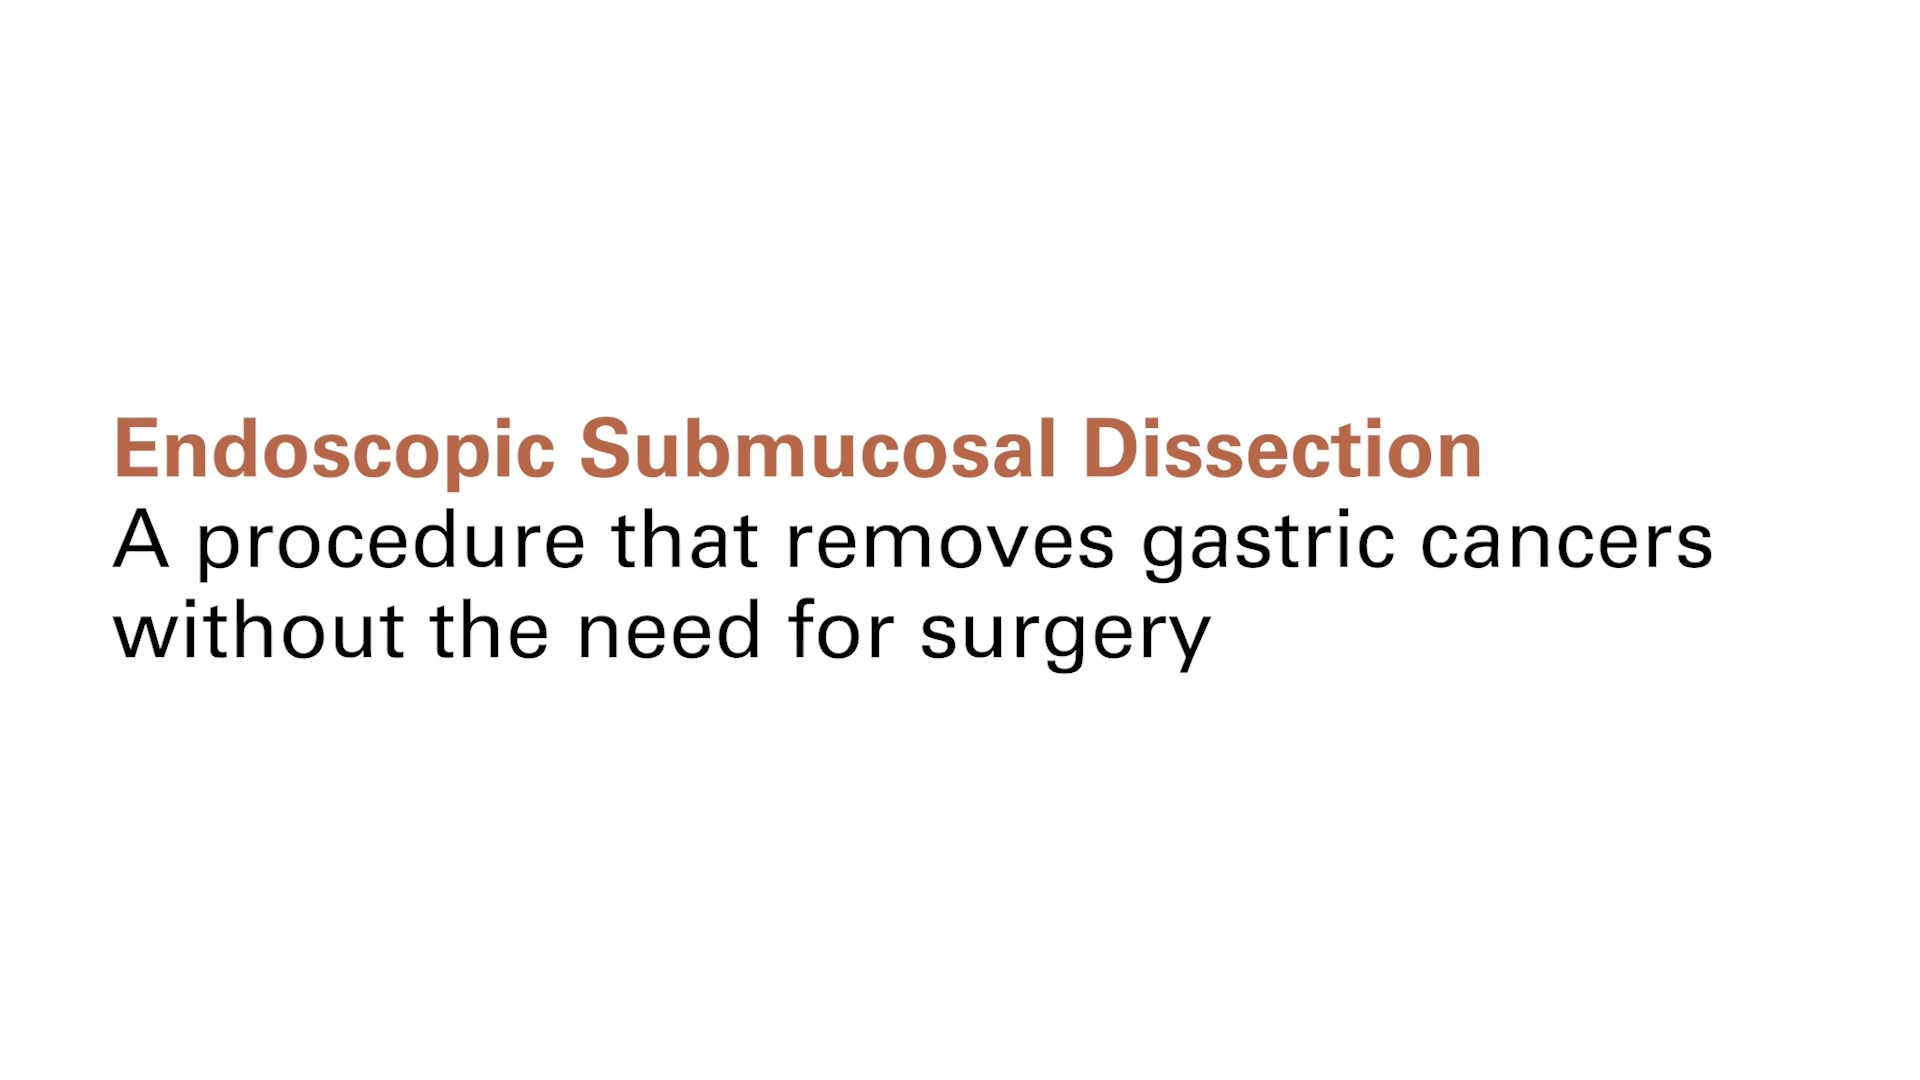 Endoscopic Submucosal Dissection
A procedure that removes gastric cancers
without the need for surgery